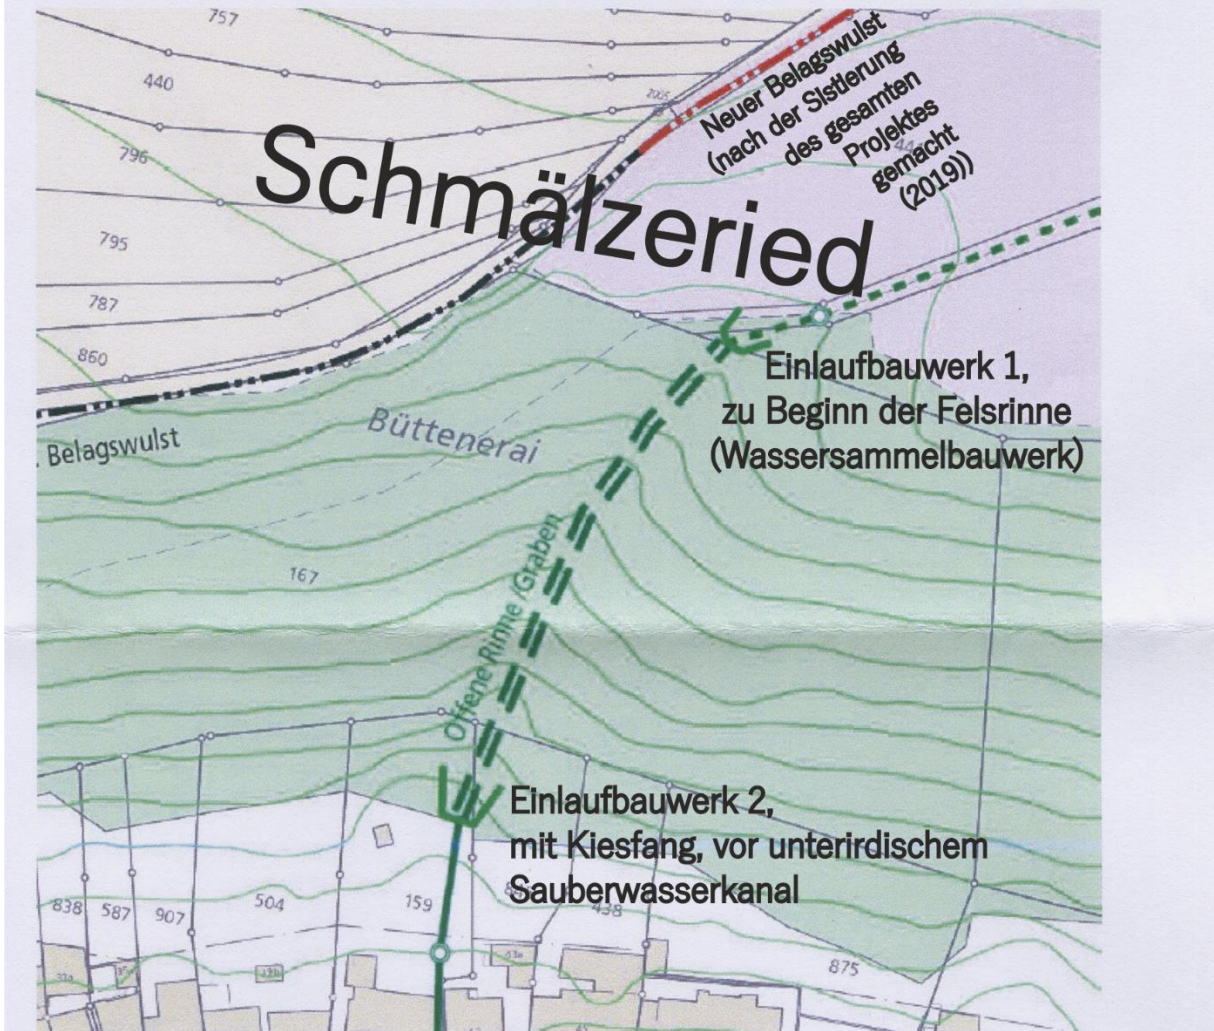 757
440
796
795
787
860
2005
Schmälzeried
Neuer Belagswulst
(nach der Sistierung
des gesamten
Projektes
gemacht
(2019))
Einlaufbauwerk 1,
zu Beginn der Felsrinne
(Wassersammelbauwerk)
. Belagswulst
Büttenerai
167
Offene Rinne /Graben
Einlaufbauwerk 2,
mit Kiesfang, vor unterirdischem
Sauberwasserkanal
838
587
907
504
159
438
875